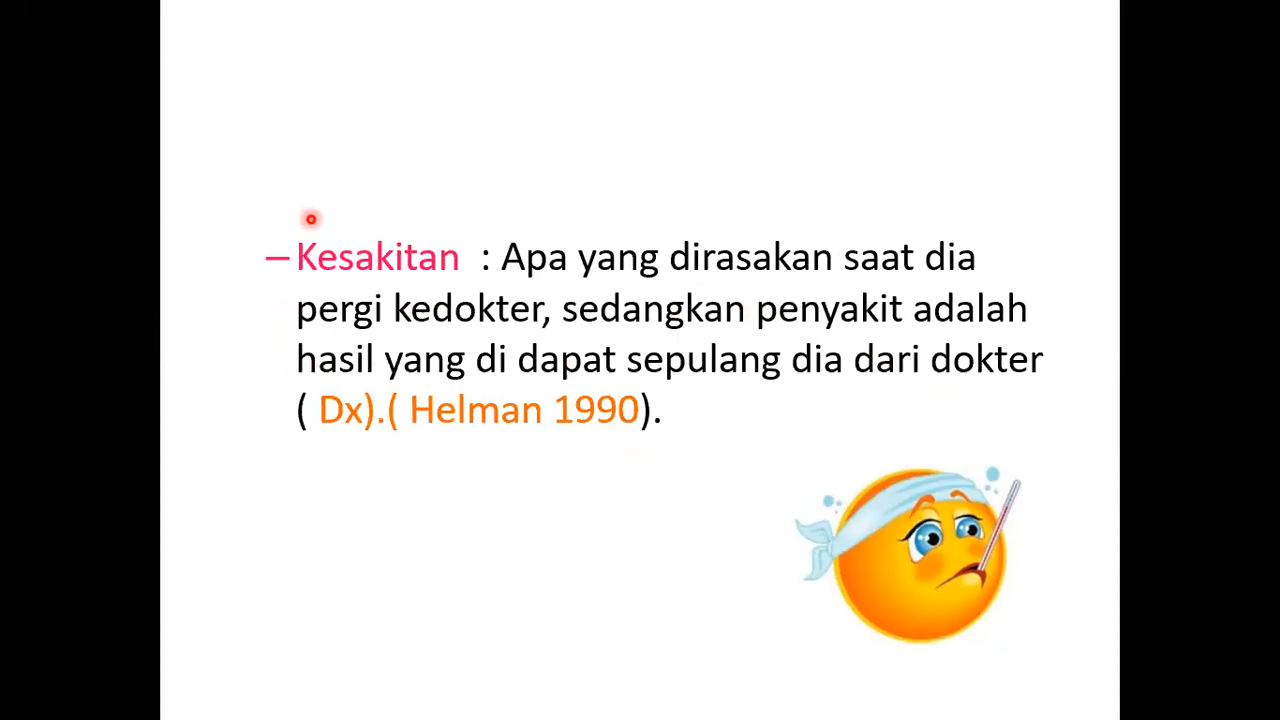 – Kesakitan : Apa yang dirasakan saat dia
pergi kedokter, sedangkan penyakit adalah
hasil yang di dapat sepulang dia dari dokter
( Dx).( Helman 1990).